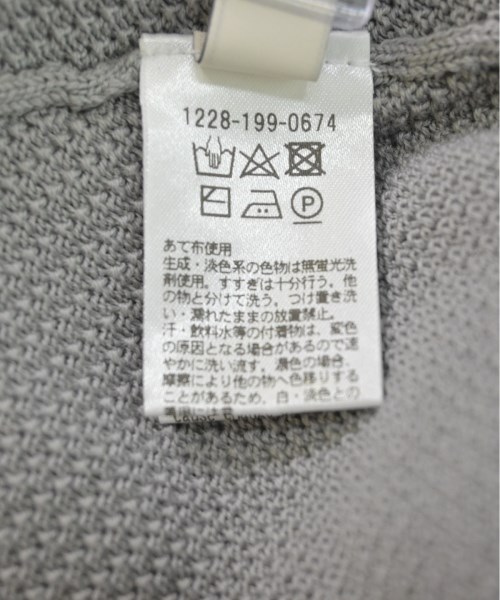 1228-199-0674
P
あて布使用
生成・淡色系の色物は無蛍光洗
剤使用。すすぎは十分行う。他
の物と分けて洗う。つけ置き洗
い・濡れたままの放置禁止。
汗・飲料水等の付着物は、変色
の原因となる場合があるので速
やかに洗い流す。濃色の場合、
摩擦により他の物へ色移りする
ことがあるため、白・淡色との